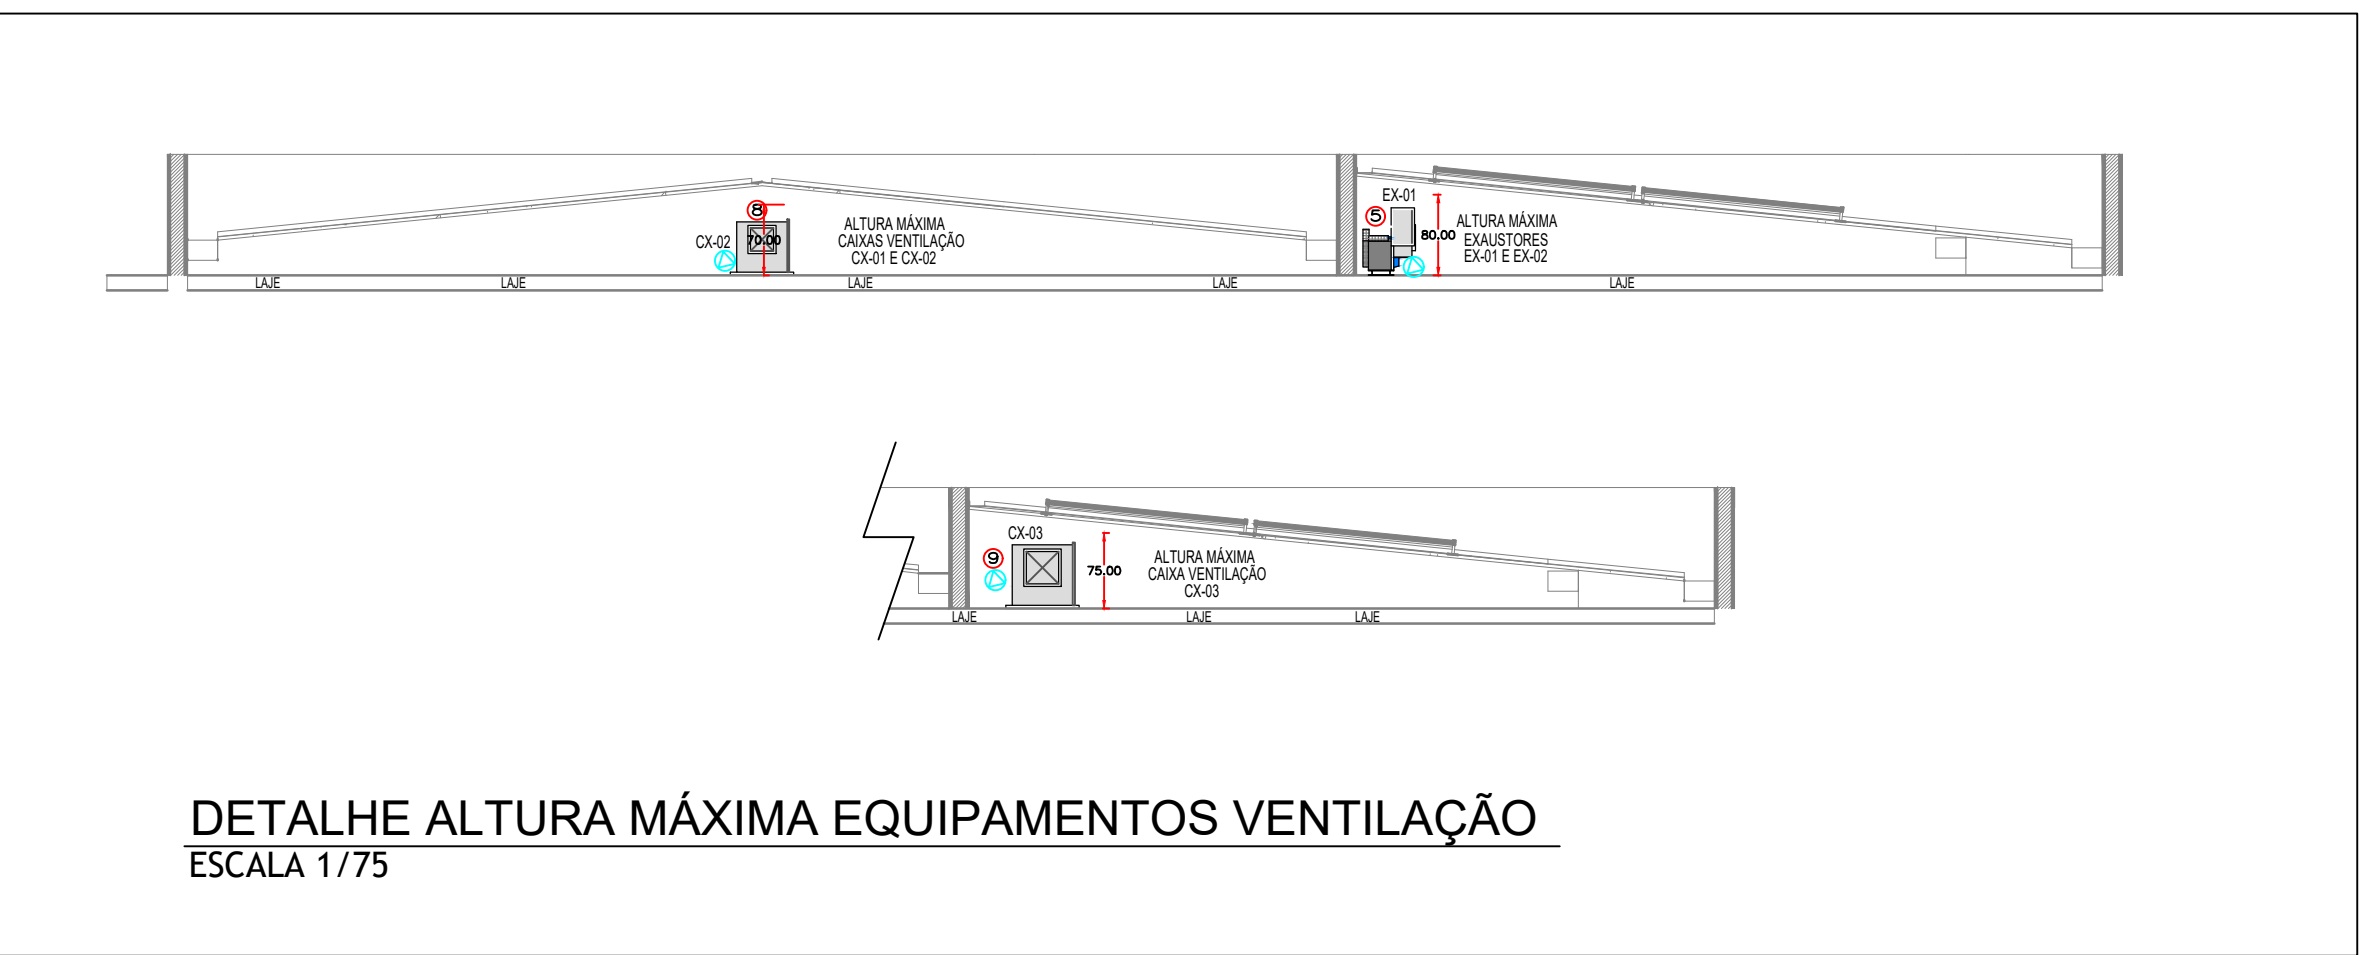 8
CX-02
70.00
ALTURA MÁXIMA
CAIXAS VENTILAÇÃO
CX-01 E CX-02
EX-01
5
80.00
ALTURA MÁXIMA
EXAUSTORES
EX-01 E EX-02
LAJE
LAJE
LAJE
LAJE
LAJE
CX-03
9
75.00
ALTURA MÁXIMA
CAIXA VENTILAÇÃO
CX-03
LAJE
LAJE
LAJE
DETALHE ALTURA MÁXIMA EQUIPAMENTOS VENTILAÇÃO
ESCALA 1/75